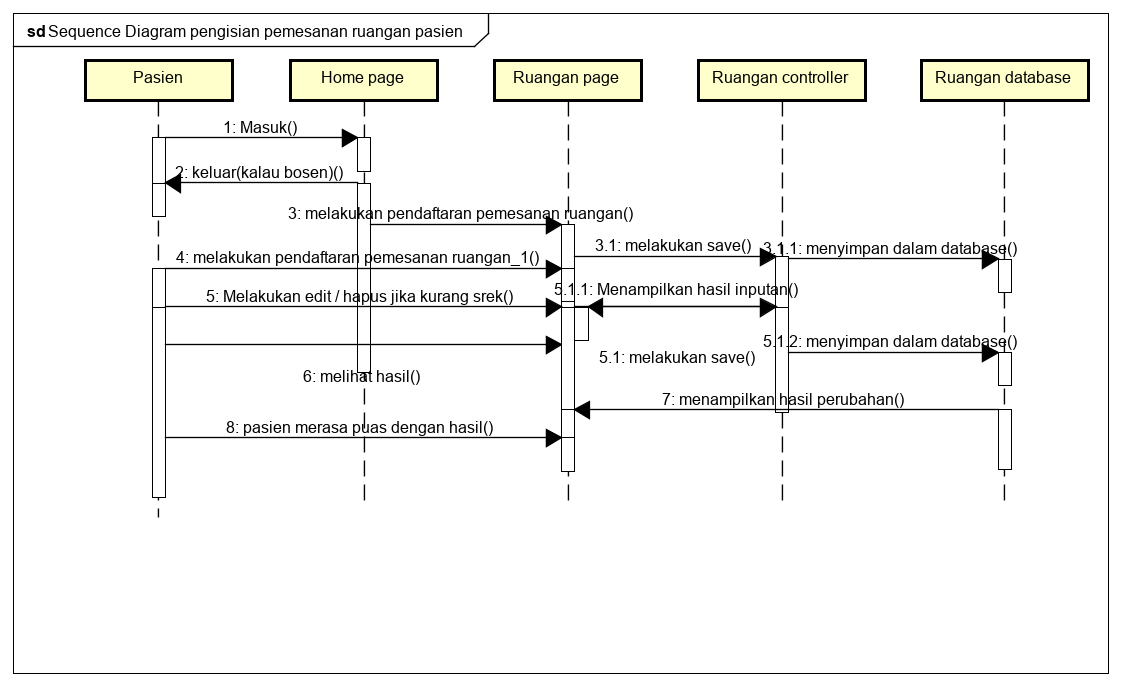 sd Sequence Diagram pengisian pemesanan ruangan pasien
Pasien
Home page
Ruangan page
Ruangan controller
Ruangan database
1: Masuk()
2: keluar(kalau bosen)()
3: melakukan pendaftaran pemesanan ruangan()
3.1: melakukan save()
3.1.1: menyimpan dalam database()
4: melakukan pendaftaran pemesanan ruangan_1()
5: Melakukan edit / hapus jika kurang srek()
5.1.1: Menampilkan hasil inputan()
5.1.2: menyimpan dalam database()
5.1: melakukan save()
6: melihat hasil()
7: menampilkan hasil perubahan()
8: pasien merasa puas dengan hasil()